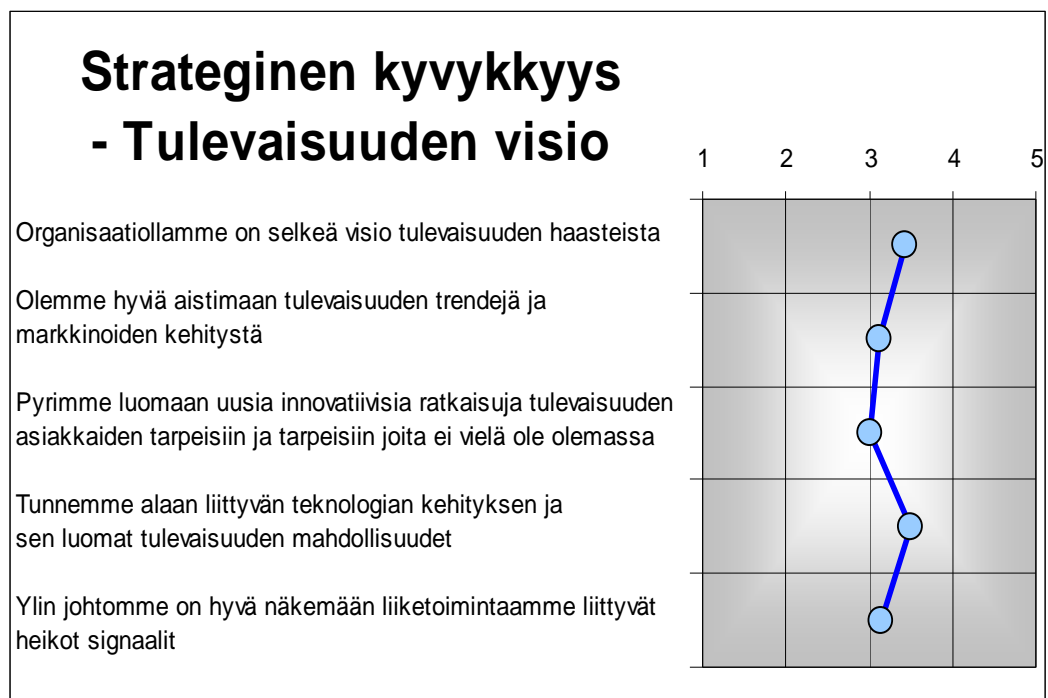 Strateginen kyvykkyys
- Tulevaisuuden visio
1 2 3 4 5
Organisaatiollamme on selkeä visio tulevaisuuden haasteista
Olemme hyviä aistimaan tulevaisuuden trendejä ja
markkinoiden kehitystä
Pyrimme luomaan uusia innovatiivisia ratkaisuja tulevaisuuden
asiakkaiden tarpeisiin ja tarpeisiin joita ei vielä ole olemassa
Tunnemme alaan liittyvän teknologian kehityksen ja
sen luomat tulevaisuuden mahdollisuudet
Ylin johtomme on hyvä näkemään liiketoimintaamme liittyvät
heikot signaalit